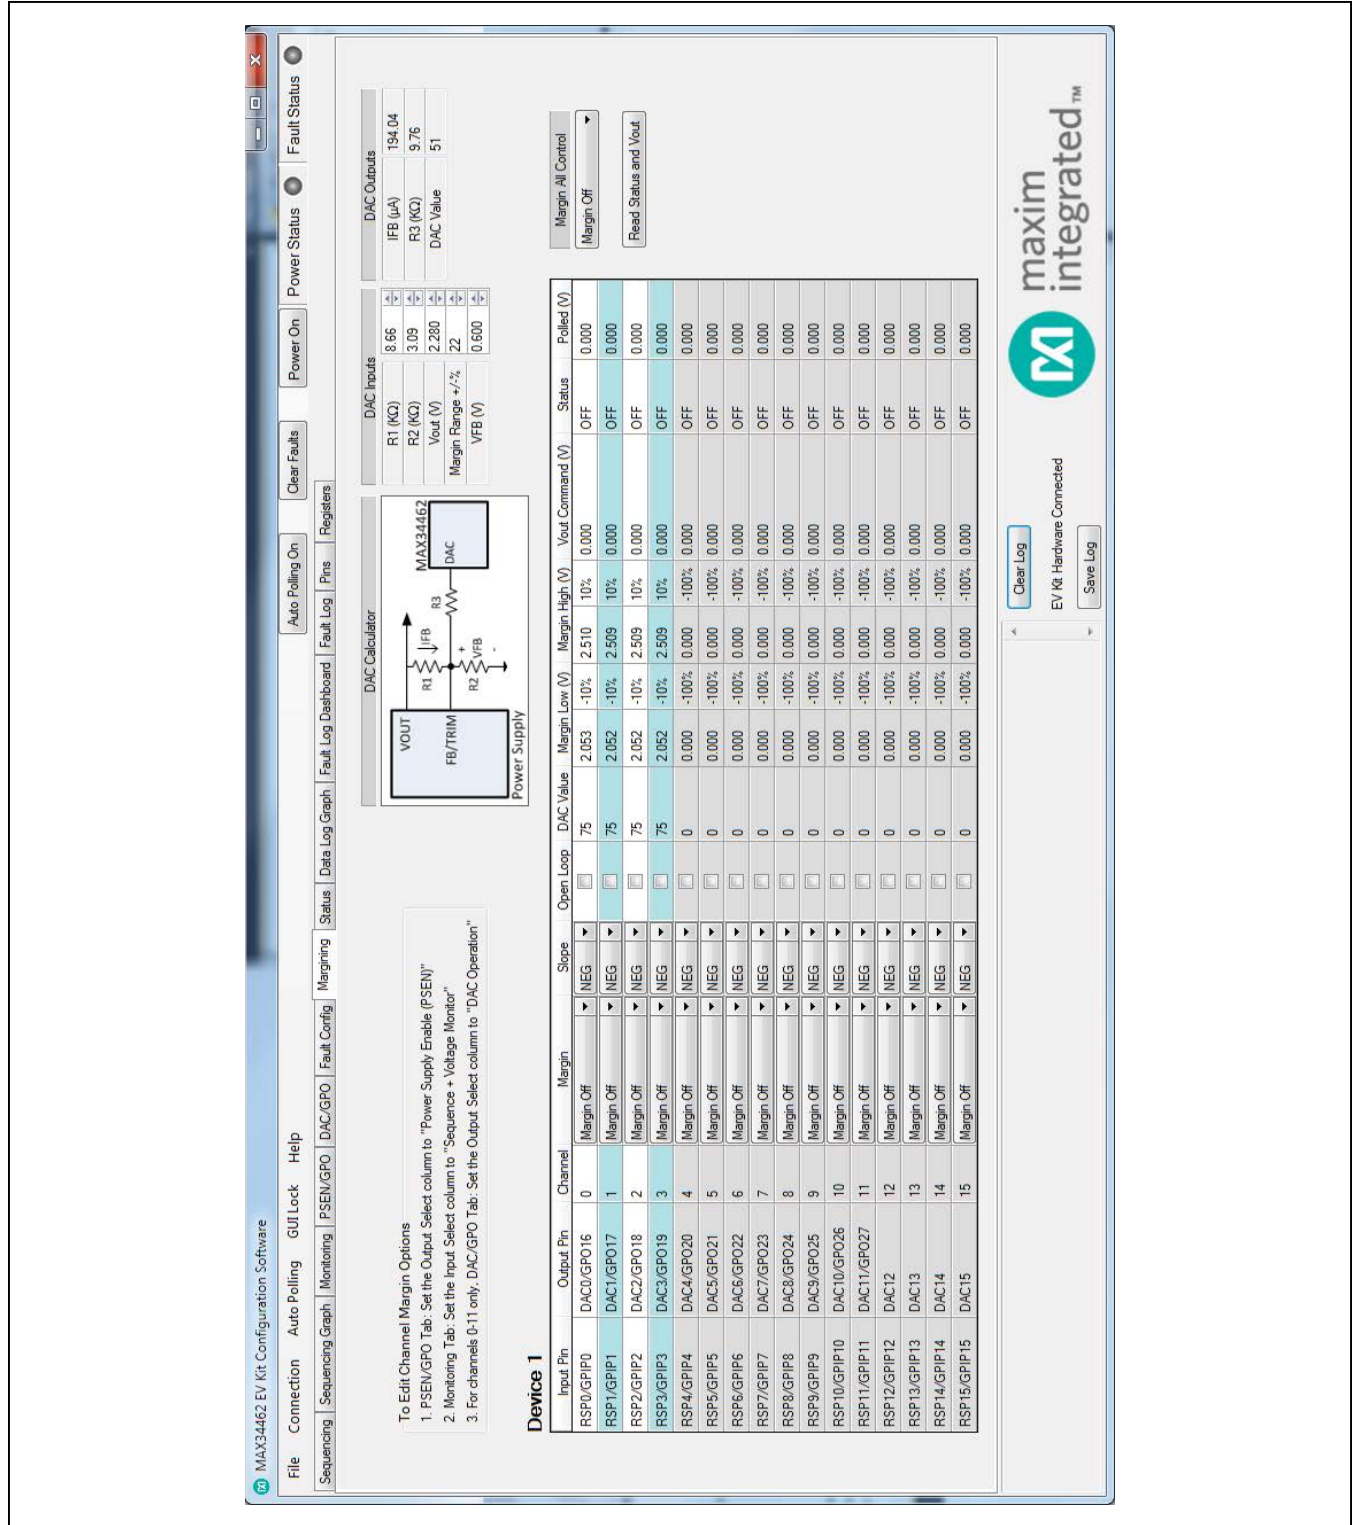 MAX34462 EV Kit Configuration Software
File Connection Auto Polling GUI Lock Help Auto Polling On Clear Faults Power On Power Status Fault Status
Sequencing Sequencing Graph Monitoring PSEN/GPO DAC/GPO Fault Config Margining Status Data Log Graph Fault Log Dashboard Fault Log Pins Registers
To Edit Channel Margin Options
1. PSEN/GPO Tab: Set the Output Select column to "Power Supply Enable (PSEN)"
2. Monitoring Tab: Set the Input Select column to "Sequence + Voltage Monitor"
3. For channels 0-11 only, DAC/GPO Tab: Set the Output Select column to "DAC Operation"
DAC Calculator
VOUT
FB/TRIM
Power Supply
R1
IFB
R2
+
VFB
-
R3
MAX34462
DAC
DAC Inputs
R1 (KΩ) 8.66
R2 (KΩ) 3.09
Vout (V) 2.280
Margin Range +/-% 22
VFB (V) 0.600
DAC Outputs
IFB (µA) 194.04
R3 (KΩ) 9.76
DAC Value 51
Device 1
Input Pin Output Pin Channel Margin Slope Open Loop DAC Value Margin Low (V) Margin High (V) Vout Command (V) Status Polled (V)
RSP0/GPIP0 DAC0/GPO16 0 Margin Off NEG 75 2.053 -10% 2.510 10% 0.000 OFF 0.000
RSP1/GPIP1 DAC1/GPO17 1 Margin Off NEG 75 2.052 -10% 2.509 10% 0.000 OFF 0.000
RSP2/GPIP2 DAC2/GPO18 2 Margin Off NEG 75 2.052 -10% 2.509 10% 0.000 OFF 0.000
RSP3/GPIP3 DAC3/GPO19 3 Margin Off NEG 75 2.052 -10% 2.509 10% 0.000 OFF 0.000
RSP4/GPIP4 DAC4/GPO20 4 Margin Off NEG 0 0.000 -100% 0.000 -100% 0.000 OFF 0.000
RSP5/GPIP5 DAC5/GPO21 5 Margin Off NEG 0 0.000 -100% 0.000 -100% 0.000 OFF 0.000
RSP6/GPIP6 DAC6/GPO22 6 Margin Off NEG 0 0.000 -100% 0.000 -100% 0.000 OFF 0.000
RSP7/GPIP7 DAC7/GPO23 7 Margin Off NEG 0 0.000 -100% 0.000 -100% 0.000 OFF 0.000
RSP8/GPIP8 DAC8/GPO24 8 Margin Off NEG 0 0.000 -100% 0.000 -100% 0.000 OFF 0.000
RSP9/GPIP9 DAC9/GPO25 9 Margin Off NEG 0 0.000 -100% 0.000 -100% 0.000 OFF 0.000
RSP10/GPIP10 DAC10/GPO26 10 Margin Off NEG 0 0.000 -100% 0.000 -100% 0.000 OFF 0.000
RSP11/GPIP11 DAC11/GPO27 11 Margin Off NEG 0 0.000 -100% 0.000 -100% 0.000 OFF 0.000
RSP12/GPIP12 DAC12 12 Margin Off NEG 0 0.000 -100% 0.000 -100% 0.000 OFF 0.000
RSP13/GPIP13 DAC13 13 Margin Off NEG 0 0.000 -100% 0.000 -100% 0.000 OFF 0.000
RSP14/GPIP14 DAC14 14 Margin Off NEG 0 0.000 -100% 0.000 -100% 0.000 OFF 0.000
RSP15/GPIP15 DAC15 15 Margin Off NEG 0 0.000 -100% 0.000 -100% 0.000 OFF 0.000
Margin All Control
Margin Off
Read Status and Vout
Clear Log
EV Kit Hardware Connected
Save Log
maxim
integrated™